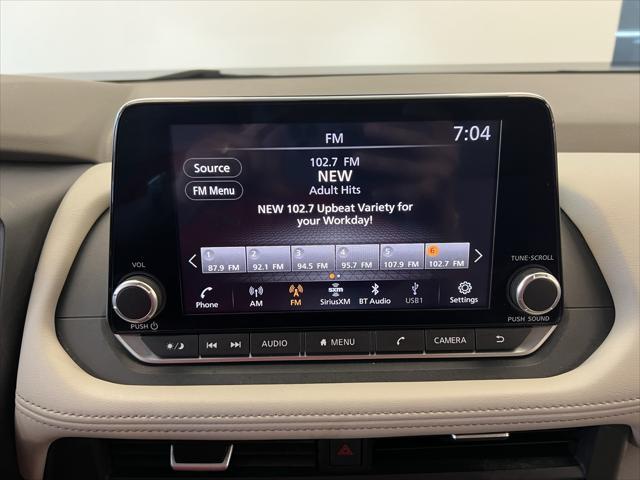 FM
7:04
Source
FM Menu
102.7 FM
NEW
Adult Hits
NEW 102.7 Upbeat Variety for
your Workday!
1 2 3 4 5 6
87.9 FM 92.1 FM 94.5 FM 95.7 FM 107.9 FM 102.7 FM
Phone AM FM SiriusXM BT Audio USB1 Settings
sxm
VOL
PUSH
TUNE·SCROLL
PUSH SOUND
AUDIO MENU CAMERA